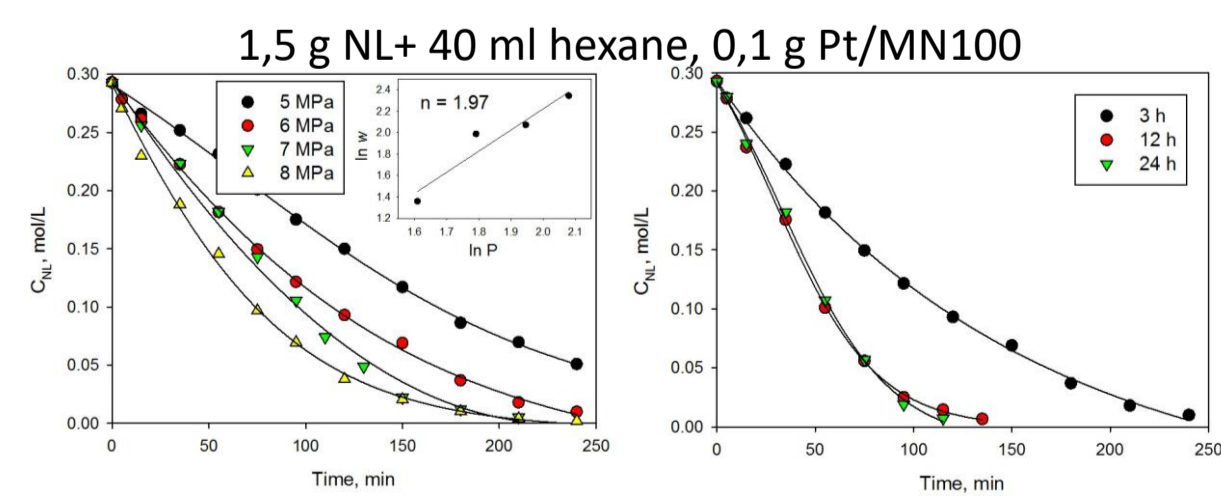 1,5 g NL+ 40 ml hexane, 0,1 g Pt/MN100
0.30
0.25
0.20
0.15
0.10
0.05
0.00
C_NL, mol/L
5 MPa
6 MPa
7 MPa
8 MPa
n = 1.97
2.4
2.2
2.0
1.8
1.6
1.4
1.2
ln w
1.6 1.7 1.8 1.9 2.0 2.1
ln P
0 50 100 150 200 250
Time, min
0.30
0.25
0.20
0.15
0.10
0.05
0.00
C_NL, mol/L
3 h
12 h
24 h
0 50 100 150 200 250
Time, min